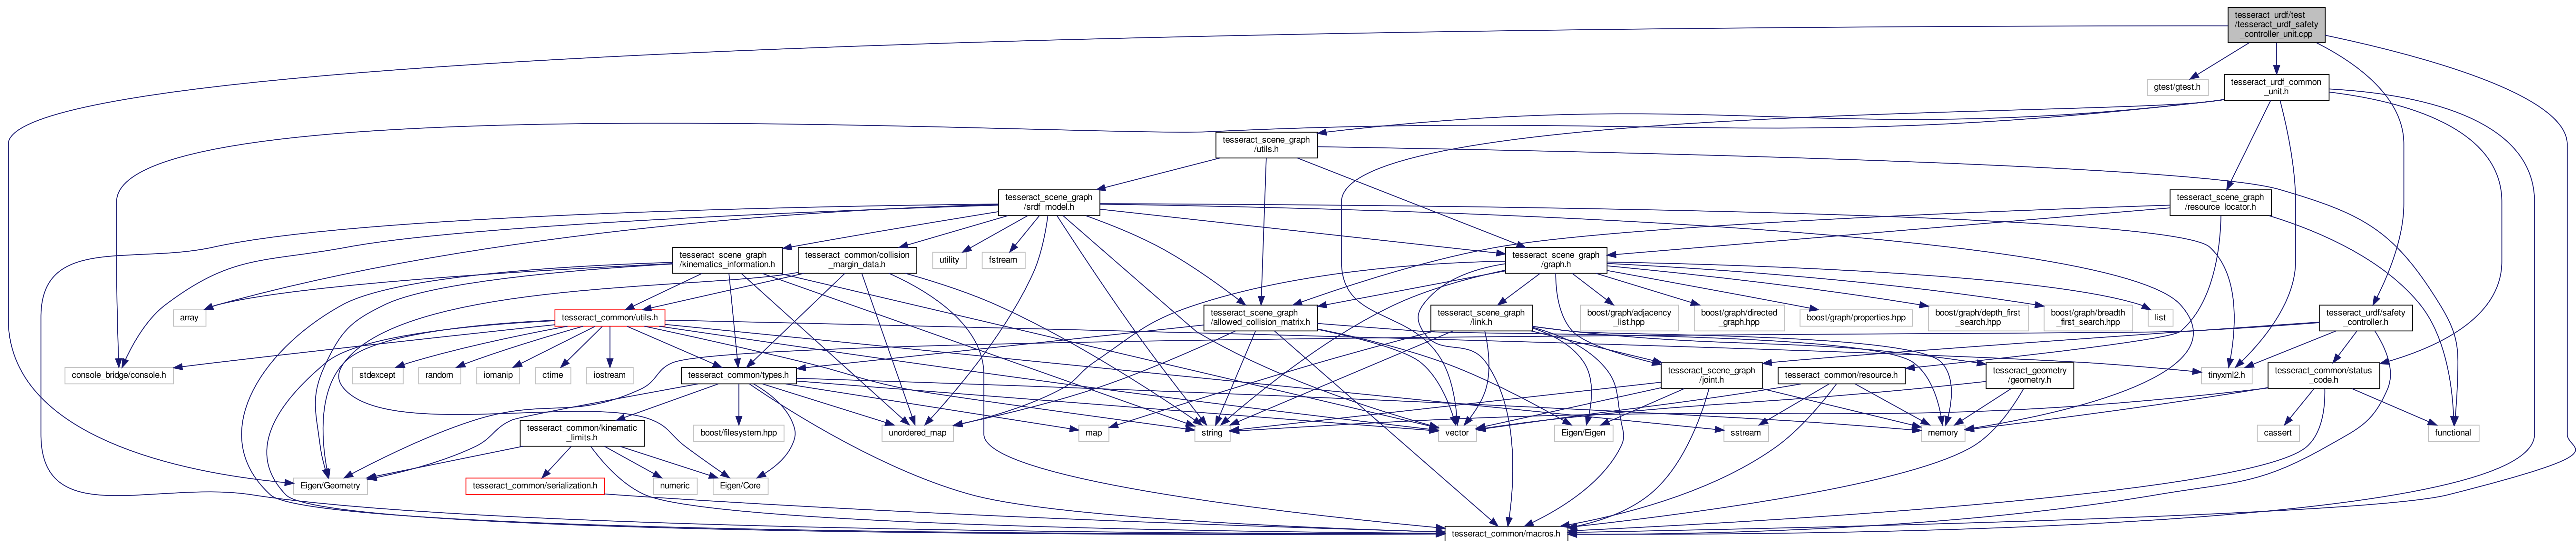 tesseract_urdf/test
/tesseract_urdf_safety
_controller_unit.cpp
gtest/gtest.h
tesseract_urdf_common
_unit.h
tesseract_scene_graph
/utils.h
tesseract_scene_graph
/srdf_model.h
tesseract_scene_graph
/resource_locator.h
tesseract_scene_graph
/kinematics_information.h
tesseract_common/collision
_margin_data.h
utility
fstream
tesseract_scene_graph
/graph.h
array
tesseract_common/utils.h
tesseract_scene_graph
/allowed_collision_matrix.h
tesseract_scene_graph
/link.h
boost/graph/adjacency
_list.hpp
boost/graph/directed
_graph.hpp
boost/graph/properties.hpp
boost/graph/depth_first
_search.hpp
boost/graph/breadth
_first_search.hpp
list
tesseract_urdf/safety
_controller.h
console_bridge/console.h
stdexcept
random
iomanip
ctime
iostream
tesseract_common/types.h
tesseract_scene_graph
/joint.h
tesseract_common/resource.h
tesseract_geometry
/geometry.h
tinyxml2.h
tesseract_common/status
_code.h
tesseract_common/kinematic
_limits.h
boost/filesystem.hpp
unordered_map
map
string
vector
Eigen/Eigen
sstream
memory
cassert
functional
Eigen/Geometry
tesseract_common/serialization.h
numeric
Eigen/Core
tesseract_common/macros.h